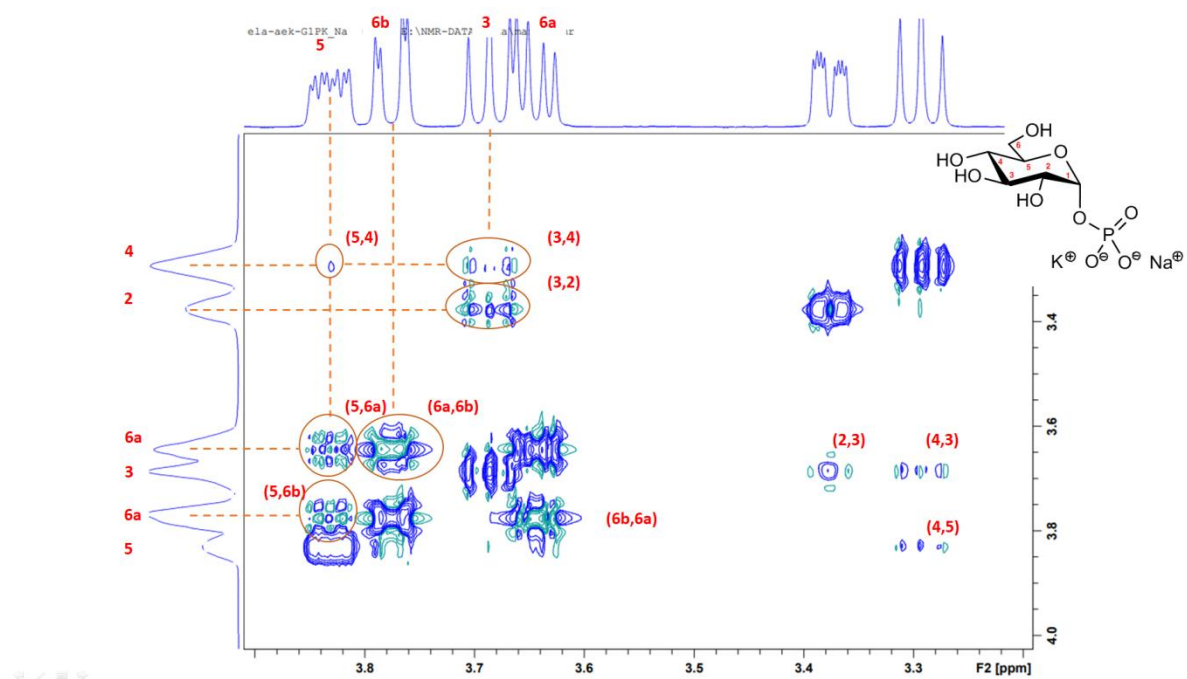 ela-aek-G1PK_Na
E:\NMR-DATA
5
6b
3
6a
OH
6
HO
O
4
5
2
HO
3
1
HO
O
O
P
K⊕ O⊖ O⊖ Na⊕
4
(5,4)
(3,4)
2
(3,2)
3.4
6a
(5,6a)
(6a,6b)
3.6
3
(2,3)
(4,3)
6a
(5,6b)
(6b,6a)
5
(4,5)
3.8
4.0
3.8
3.7
3.6
3.5
3.4
3.3
F2 [ppm]